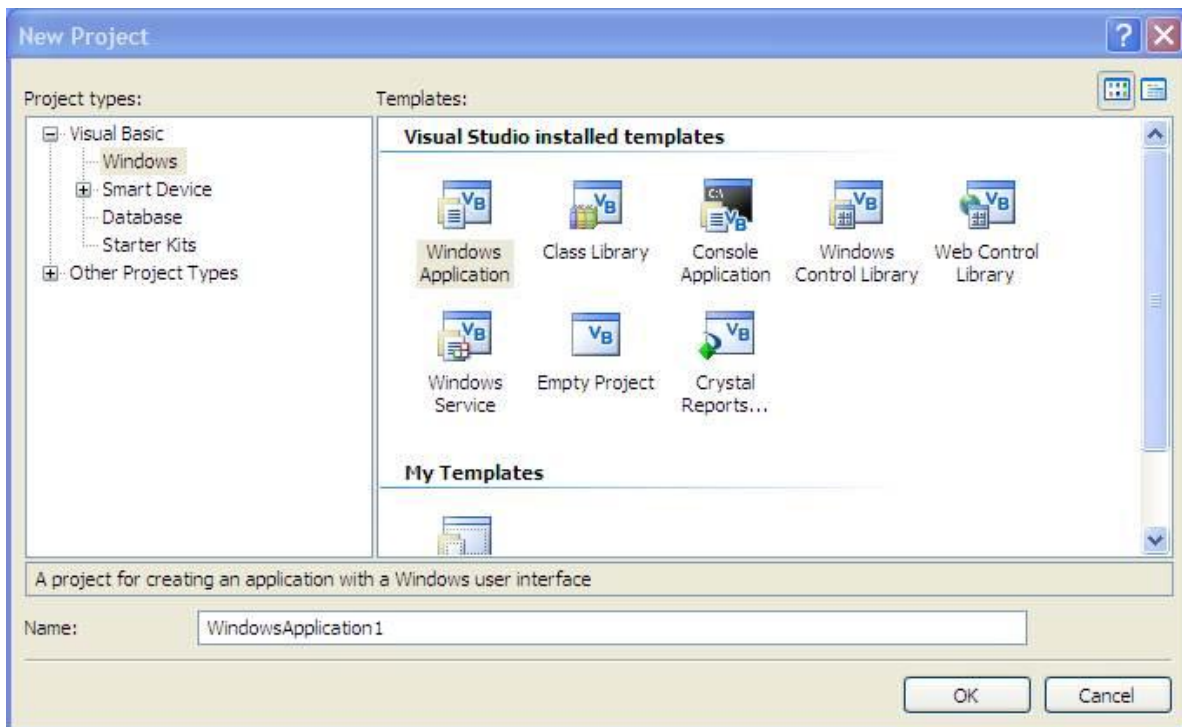 New Project
Project types:
Templates:
Visual Basic
Windows
Smart Device
Database
Starter Kits
Other Project Types
Visual Studio installed templates
Windows
Application
Class Library
Console
Application
Windows
Control Library
Web Control
Library
Windows
Service
Empty Project
Crystal
Reports...
My Templates
A project for creating an application with a Windows user interface
Name:
WindowsApplication1
OK
Cancel